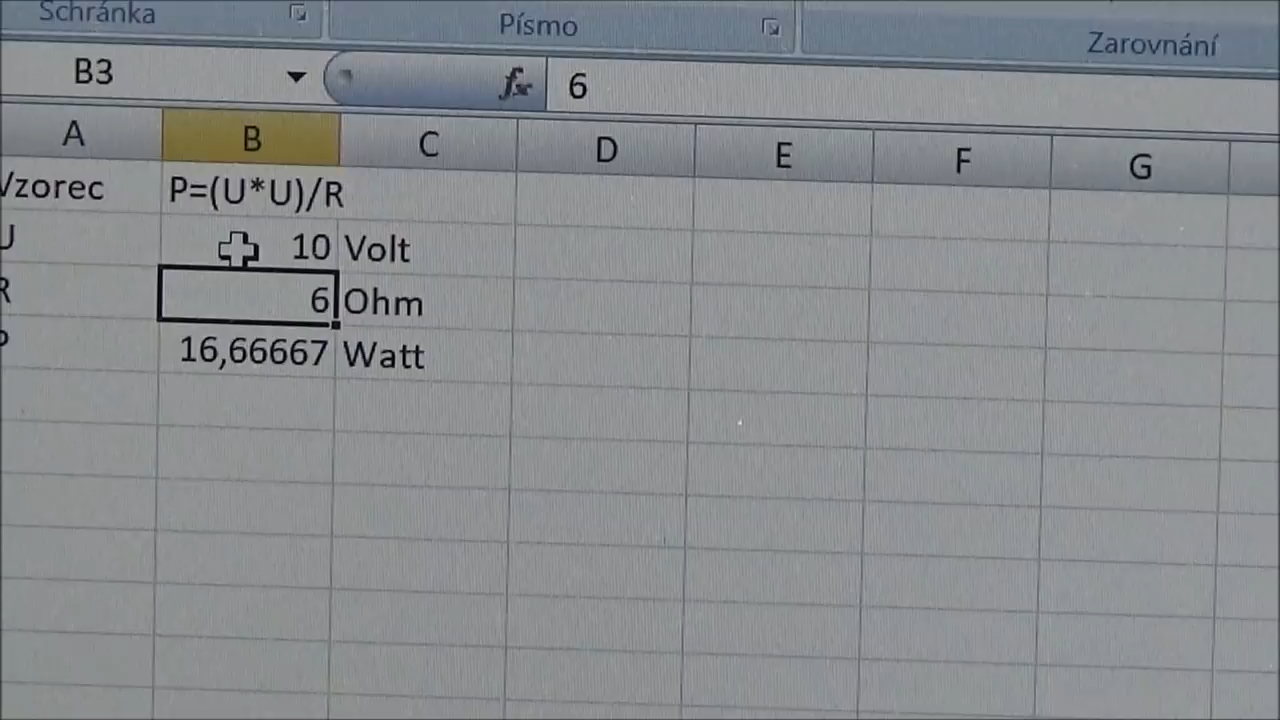 Schránka Písmo Zarovnání
B3 fx 6
A B C D E F G
Vzorec P=(U*U)/R
U 10 Volt
R 6 Ohm
P 16,66667 Watt